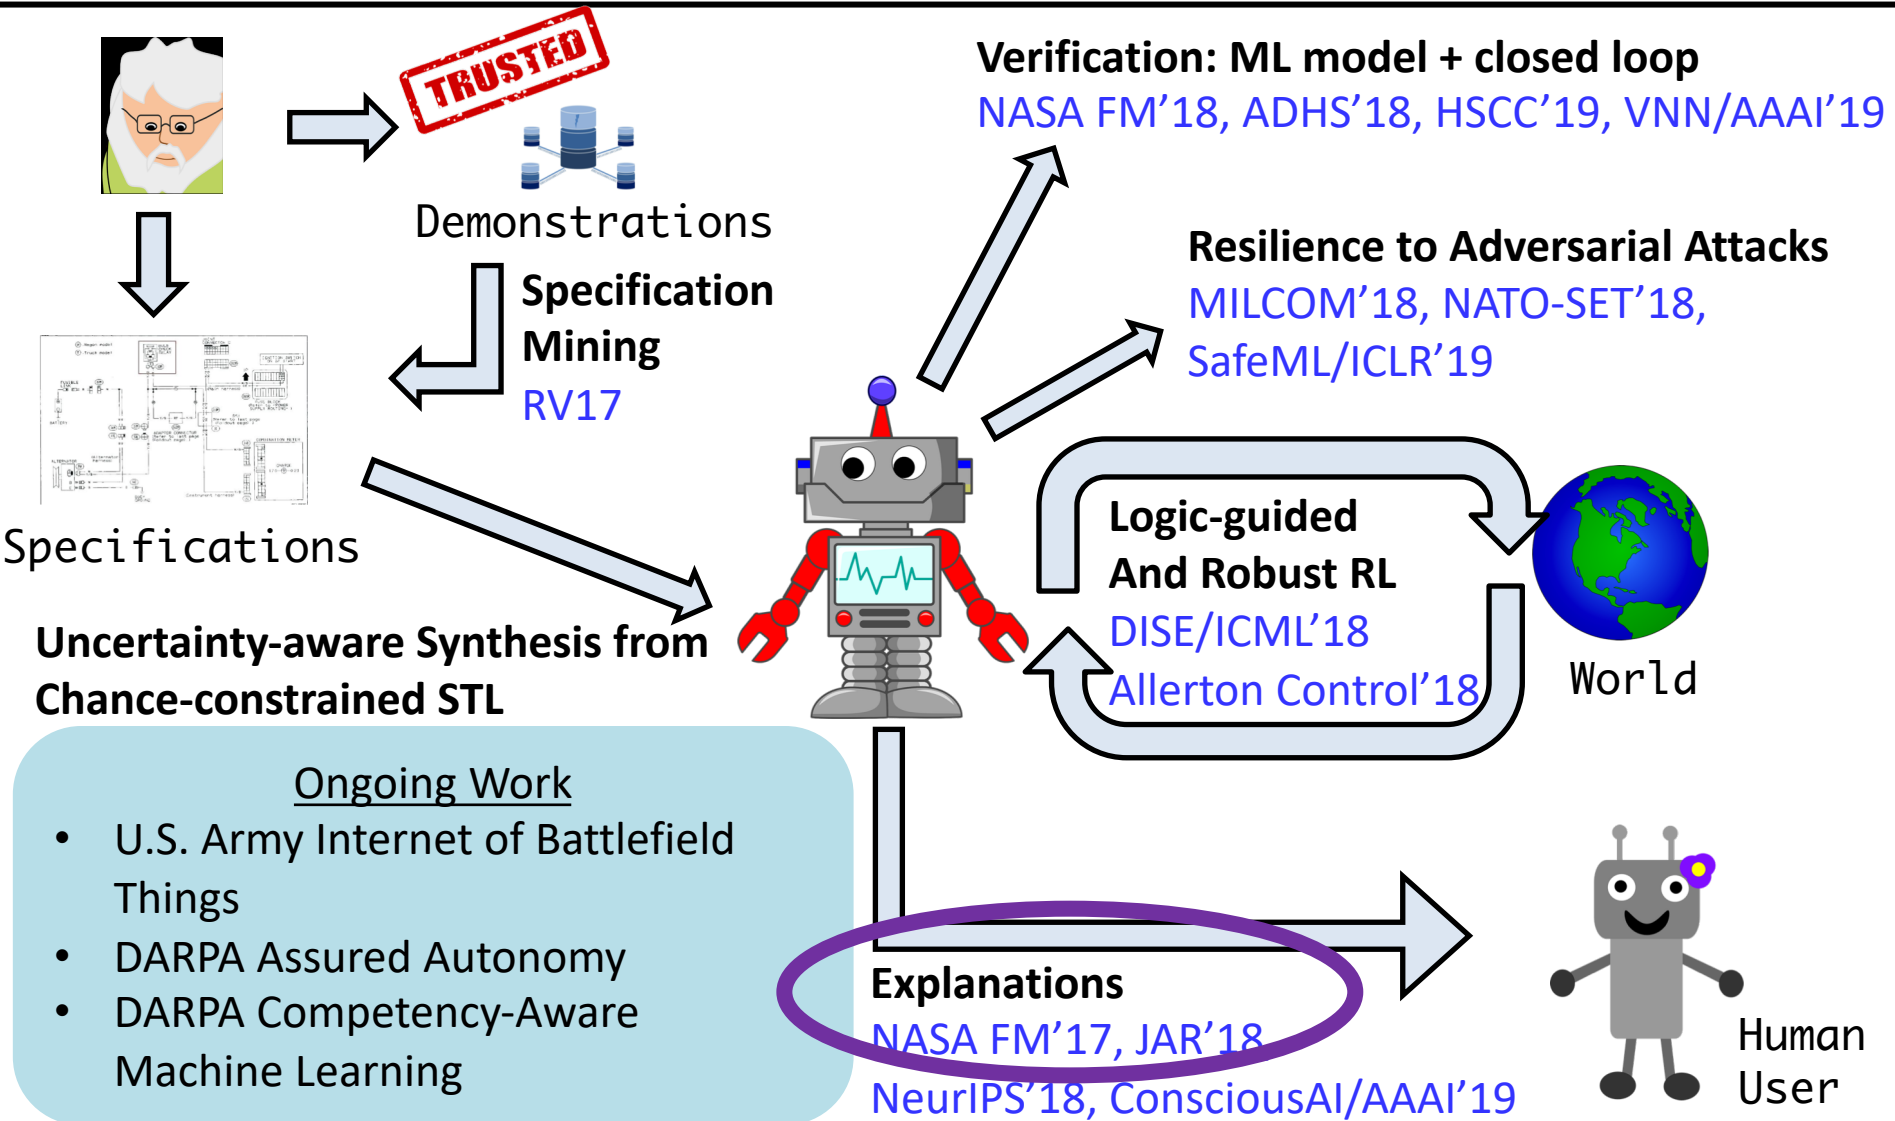 TRUSTED
Demonstrations
Specification
Mining
RV17
Specifications
Verification: ML model + closed loop
NASA FM’18, ADHS’18, HSCC’19, VNN/AAAI’19
Resilience to Adversarial Attacks
MILCOM’18, NATO-SET’18,
SafeML/ICLR’19
Logic-guided
And Robust RL
DISE/ICML’18
Allerton Control’18
World
Uncertainty-aware Synthesis from
Chance-constrained STL
Ongoing Work
• U.S. Army Internet of Battlefield
Things
• DARPA Assured Autonomy
• DARPA Competency-Aware
Machine Learning
Explanations
NASA FM’17, JAR’18
NeurIPS’18, ConsciousAI/AAAI’19
Human
User